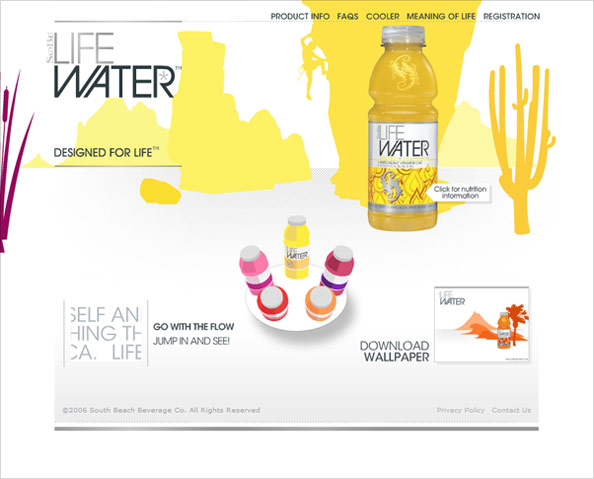 PRODUCT INFO FAQS COOLER MEANING OF LIFE REGISTRATION
SoBe LIFE
WATER™
DESIGNED FOR LIFE™
LIFE
WATER
Click for nutrition
information
LIFE
WATER
SELF AN
HING TH
CA. LIFE
GO WITH THE FLOW
JUMP IN AND SEE!
DOWNLOAD
WALLPAPER
LIFE
WATER
©2006 South Beach Beverage Co. All Rights Reserved
Privacy Policy Contact Us